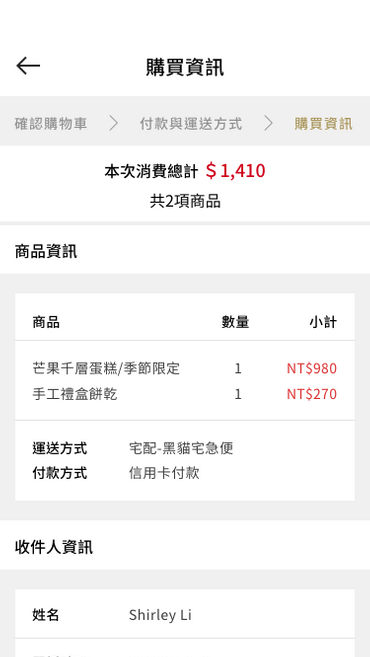 購買資訊
確認購物車 付款與運送方式 購買資訊
本次消費總計 $1,410
共2項商品
商品資訊
商品 數量 小計
芒果千層蛋糕/季節限定 1 NT$980
手工禮盒餅乾 1 NT$270
運送方式 宅配-黑貓宅急便
付款方式 信用卡付款
收件人資訊
姓名 Shirley Li